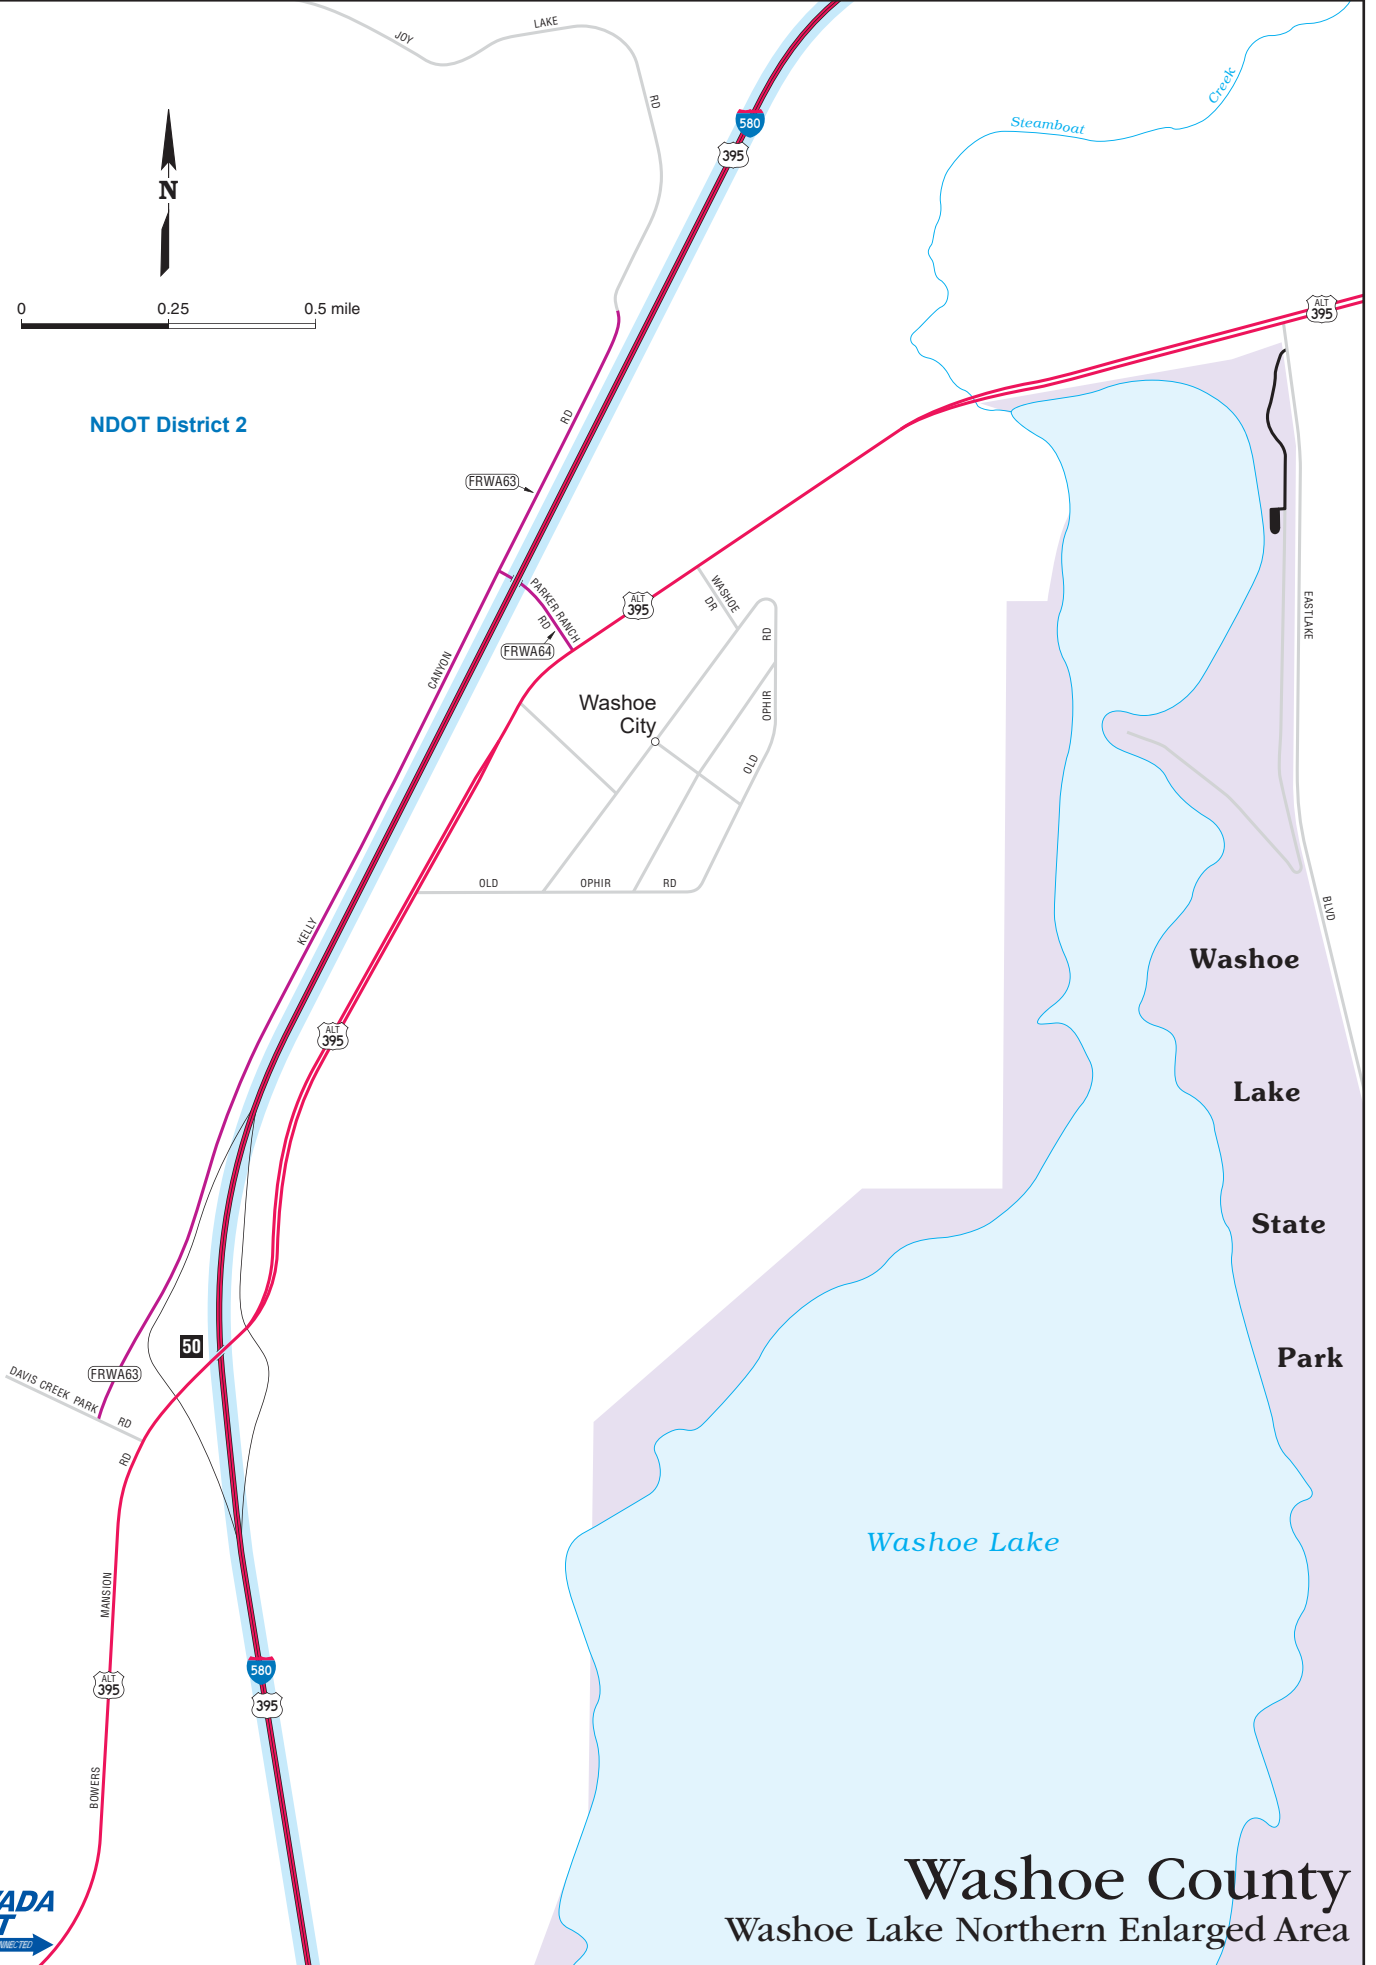 JOY
LAKE
RD
Creek
Steamboat
580
395
N
0 0.25 0.5 mile
ALT
395
NDOT District 2
RD
FRWA63
PARKER RANCH
RD
WASHOE
DR
ALT
395
EASTLAKE
RD
FRWA64
CANYON
Washoe
City
OPHIR
OLD
OLD OPHIR RD
BLVD
KELLY
Washoe
ALT
395
Lake
State
50
Park
FRWA63
DAVIS CREEK PARK
RD
RD
Washoe Lake
MANSION
580
ALT
395
395
BOWERS
Washoe County
Washoe Lake Northern Enlarged Area